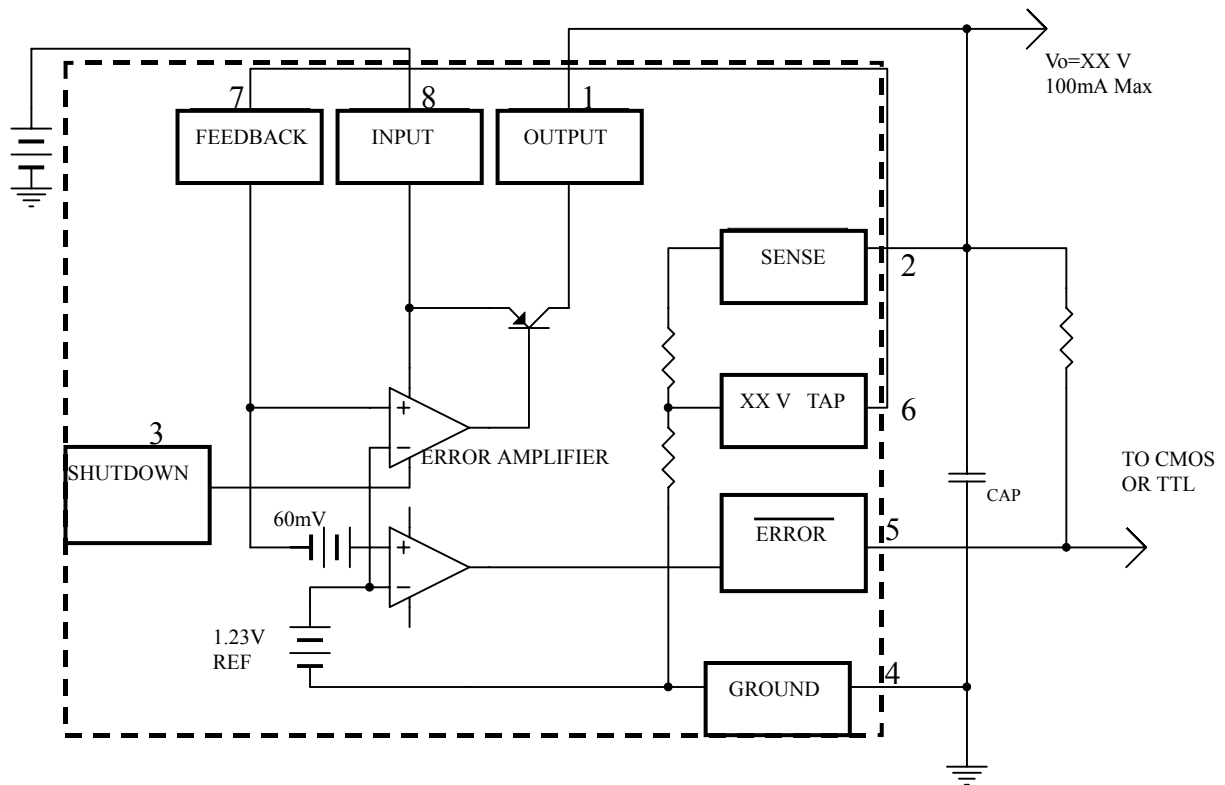 Vo=XX V
100mA Max
7
8
1
FEEDBACK
INPUT
OUTPUT
SENSE
2
XX V TAP
6
3
SHUTDOWN
+
−
ERROR AMPLIFIER
TO CMOS
OR TTL
CAP
60mV
+
−
ERROR
5
1.23V
REF
GROUND
4